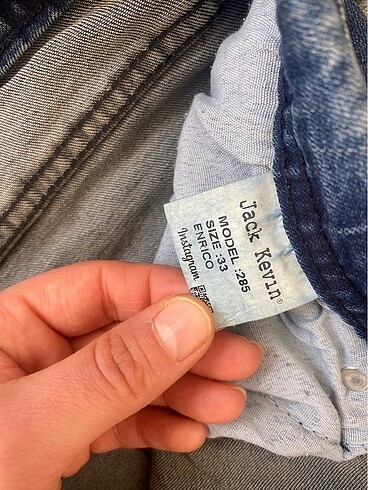 Jack Kevin®
MODEL :285
SIZE :33
ENRICO
Instagram